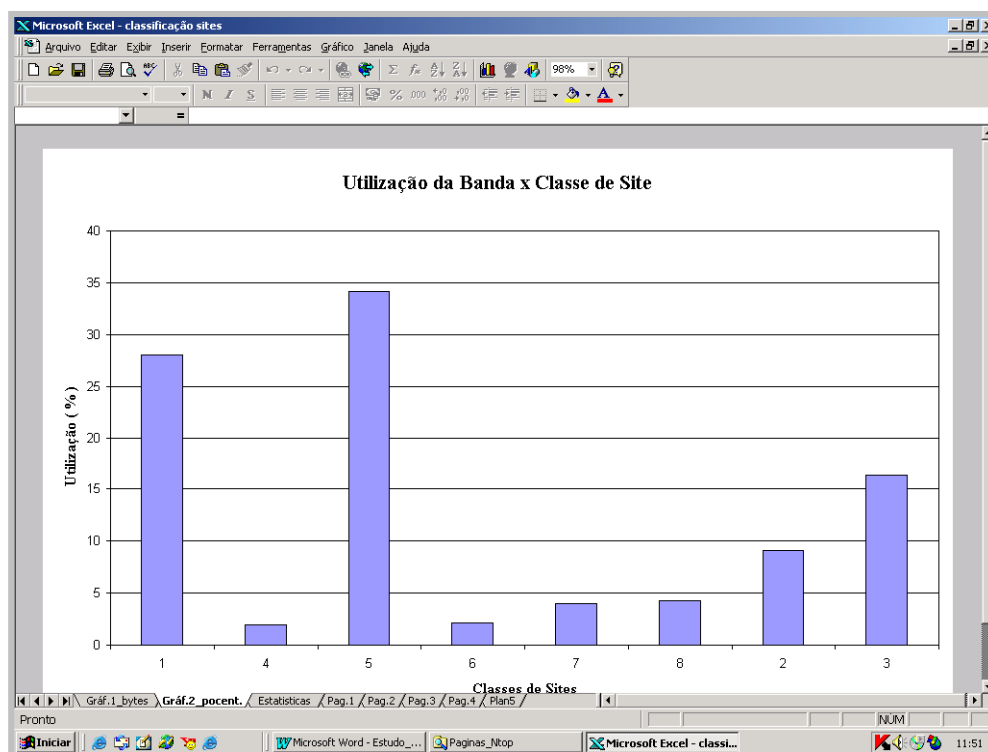 Microsoft Excel - classificação sites
Arquivo Editar Exibir Inserir Formatar Ferramentas Gráfico Janela Ajuda
98%
N I S
=
Utilização da Banda x Classe de Site
Utilização ( %)
40
35
30
25
20
15
10
5
0
1 4 5 6 7 8 2 3
Classes de Sites
Gráf.1_bytes Gráf.2_pocent. Estatisticas Pag.1 Pag.2 Pag.3 Pag.4 Plan5
Pronto NUM
Iniciar Microsoft Word - Estudo_... Paginas_Ntop Microsoft Excel - classi... 11:51